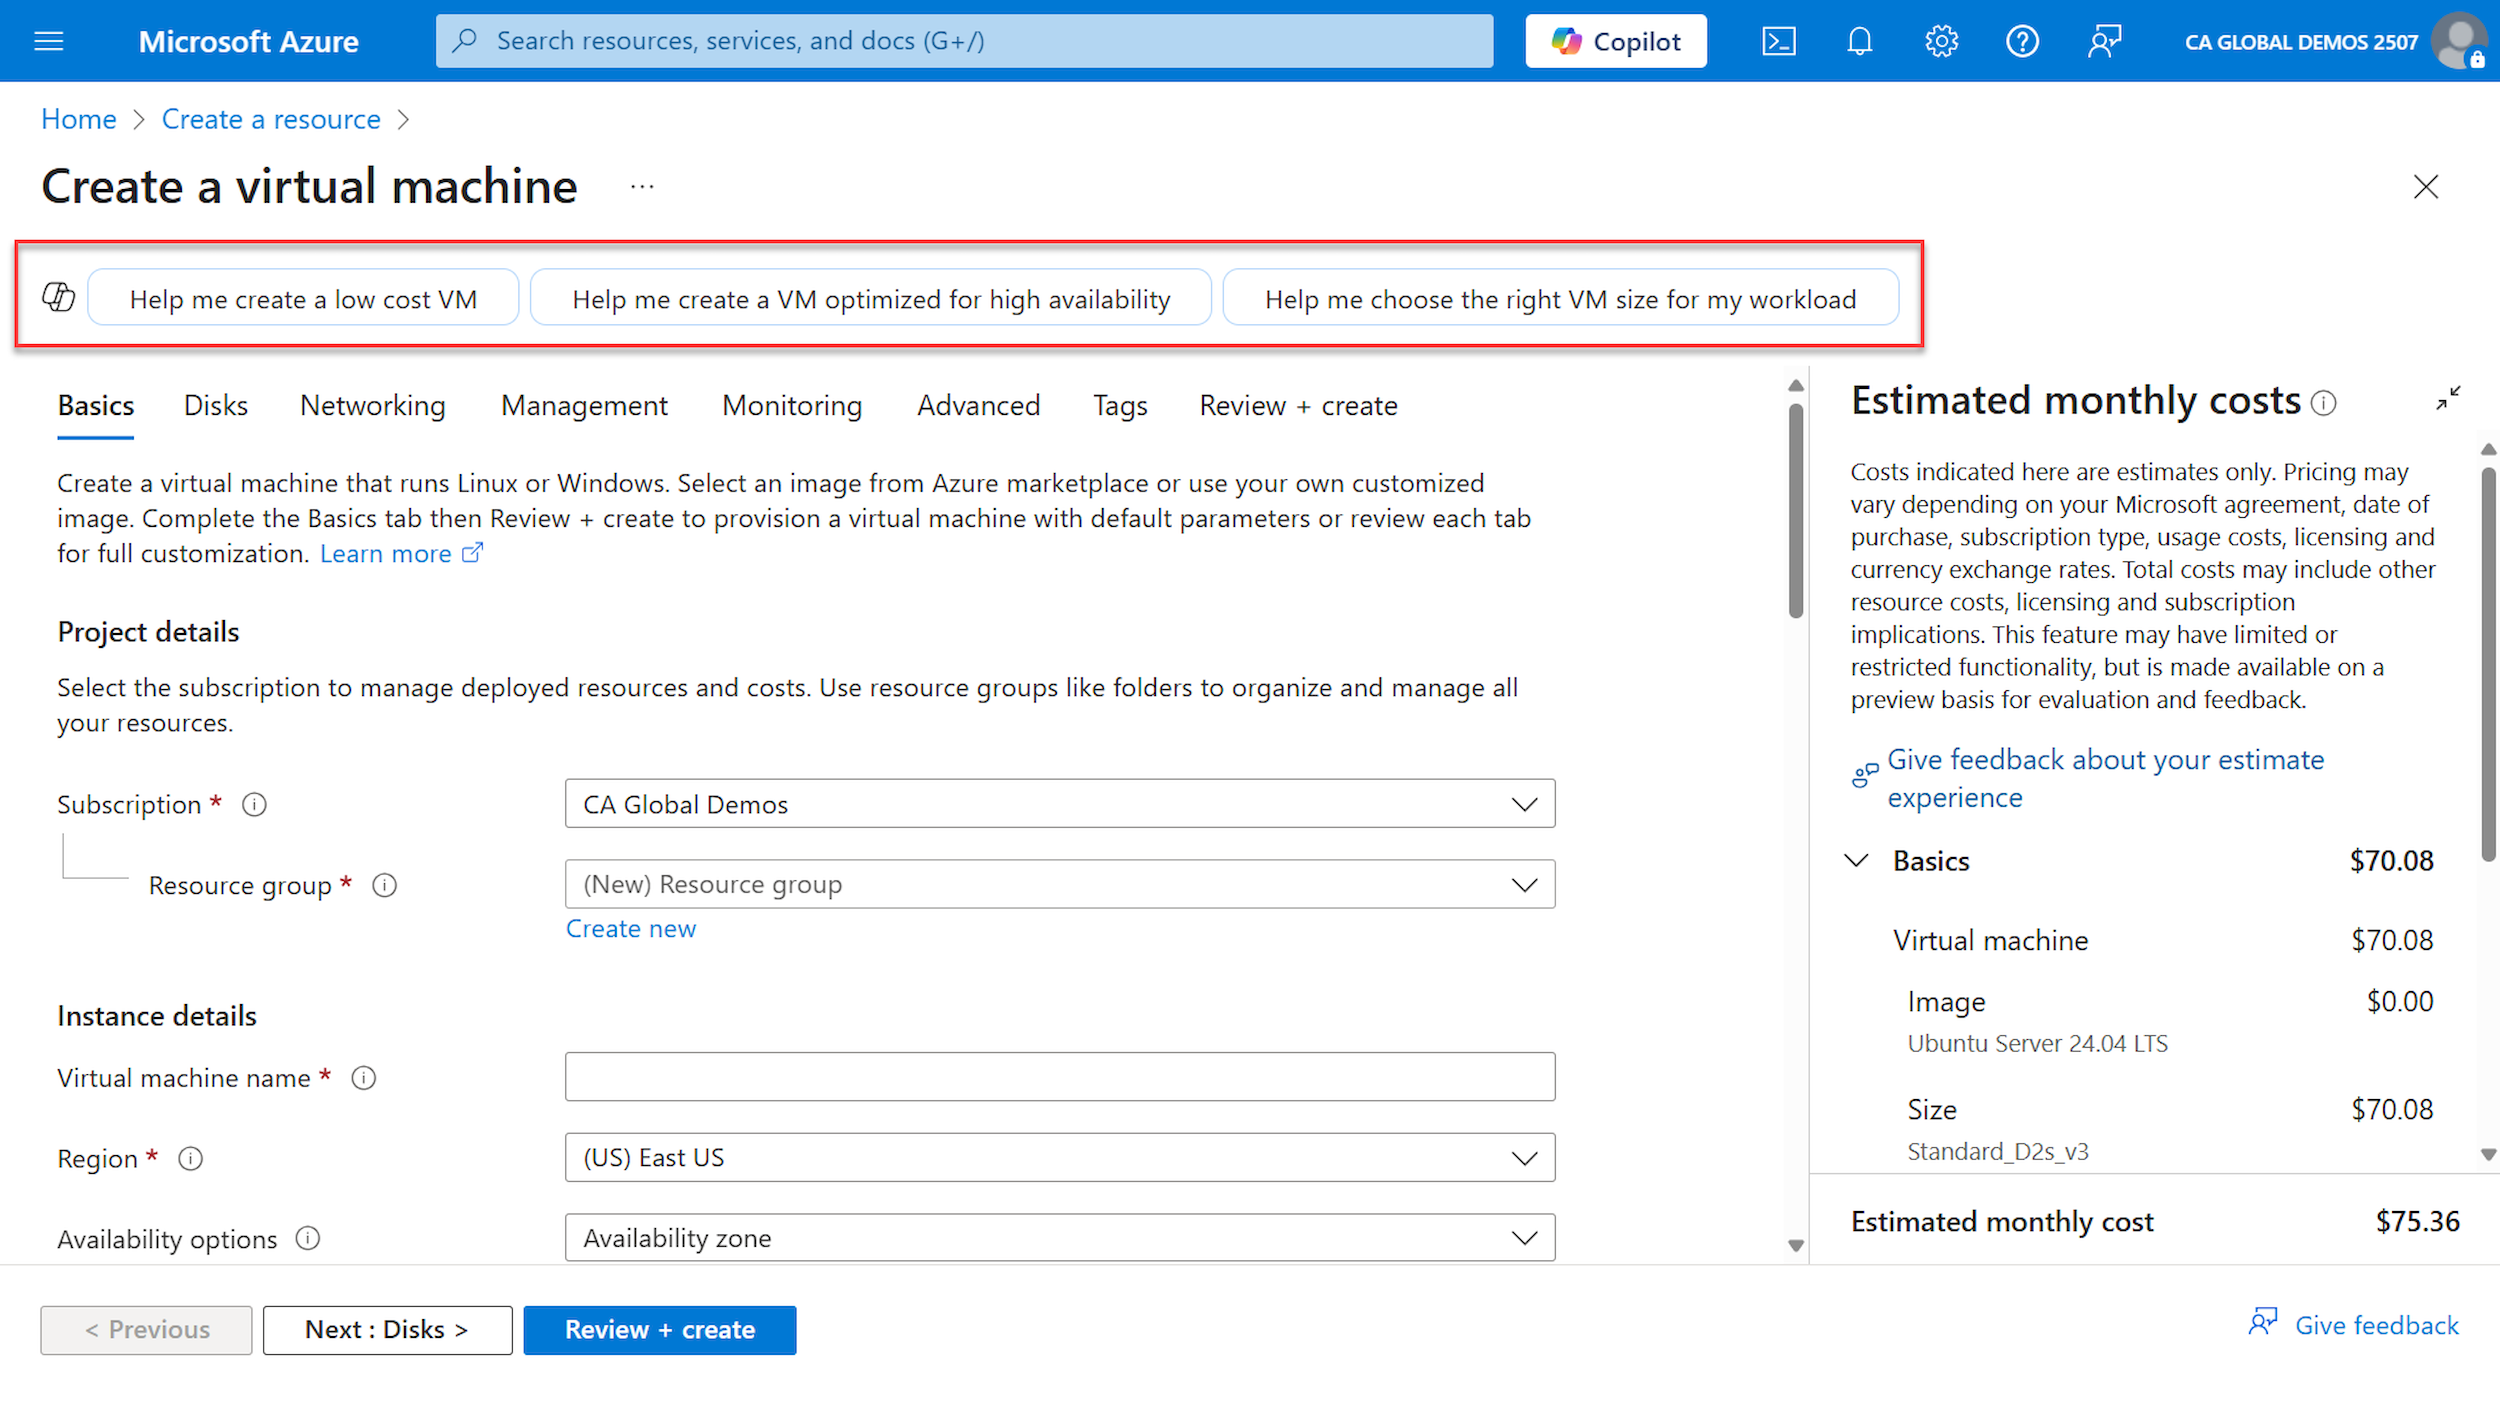 Microsoft Azure
Search resources, services, and docs (G+/)
Copilot
CA GLOBAL DEMOS 2507
Home > Create a resource >
Create a virtual machine ...
Help me create a low cost VM
Help me create a VM optimized for high availability
Help me choose the right VM size for my workload
Basics Disks Networking Management Monitoring Advanced Tags Review + create
Create a virtual machine that runs Linux or Windows. Select an image from Azure marketplace or use your own customized
image. Complete the Basics tab then Review + create to provision a virtual machine with default parameters or review each tab
for full customization. Learn more
Project details
Select the subscription to manage deployed resources and costs. Use resource groups like folders to organize and manage all
your resources.
Subscription *
CA Global Demos
Resource group *
(New) Resource group
Create new
Instance details
Virtual machine name *
Region *
(US) East US
Availability options
Availability zone
Estimated monthly costs
Costs indicated here are estimates only. Pricing may
vary depending on your Microsoft agreement, date of
purchase, subscription type, usage costs, licensing and
currency exchange rates. Total costs may include other
resource costs, licensing and subscription
implications. This feature may have limited or
restricted functionality, but is made available on a
preview basis for evaluation and feedback.
Give feedback about your estimate
experience
Basics $70.08
Virtual machine $70.08
Image $0.00
Ubuntu Server 24.04 LTS
Size $70.08
Standard_D2s_v3
Estimated monthly cost $75.36
< Previous
Next : Disks >
Review + create
Give feedback